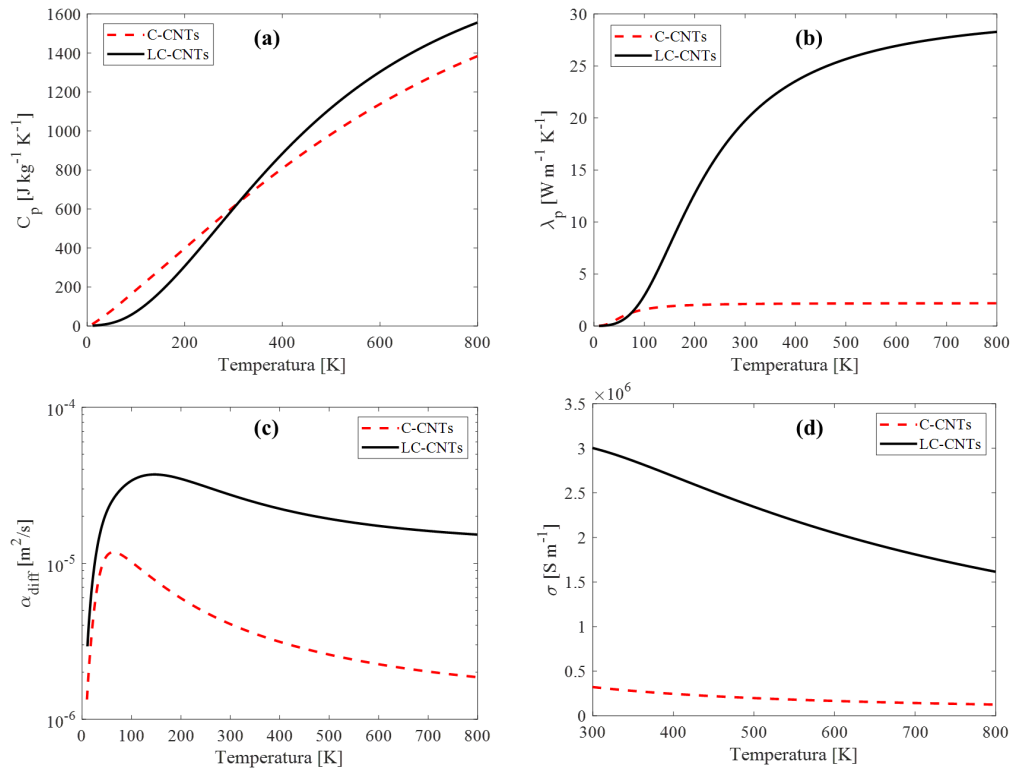 (a)
C-CNTs
LC-CNTs
1600
1400
1200
1000
800
600
400
200
0
C_p [J kg^-1 K^-1]
0 200 400 600 800
Temperatura [K]
(b)
C-CNTs
LC-CNTs
30
25
20
15
10
5
0
λ_p [W m^-1 K^-1]
0 100 200 300 400 500 600 700 800
Temperatura [K]
(c)
C-CNTs
LC-CNTs
10^-4
10^-5
10^-6
α_diff [m^2/s]
0 100 200 300 400 500 600 700 800
Temperatura [K]
(d)
C-CNTs
LC-CNTs
×10^6
3.5
3
2.5
2
1.5
1
0.5
0
σ [S m^-1]
300 400 500 600 700 800
Temperatura [K]